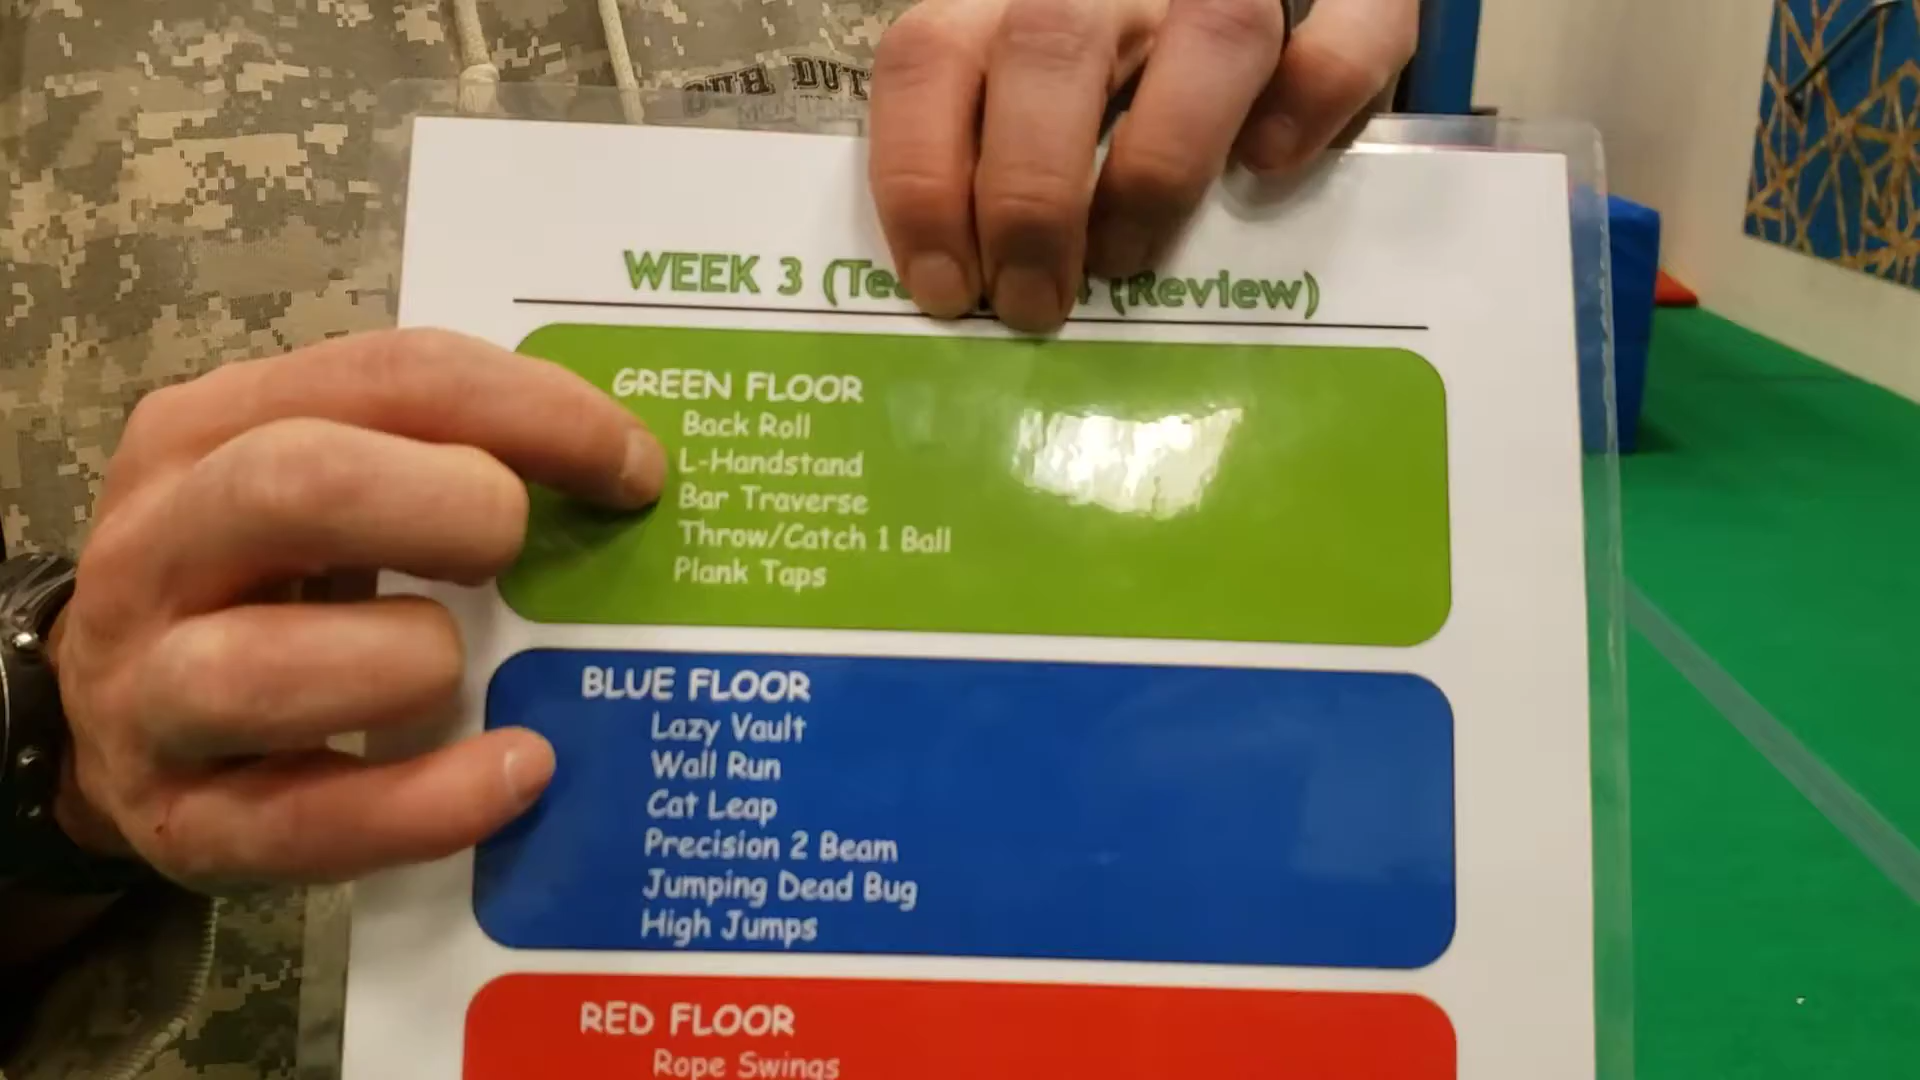 WEEK 3 (Review)
GREEN FLOOR
Back Roll
L-Handstand
Bar Traverse
Throw/Catch 1 Ball
Plank Taps
BLUE FLOOR
Lazy Vault
Wall Run
Cat Leap
Precision 2 Beam
Jumping Dead Bug
High Jumps
RED FLOOR
Rope Swings